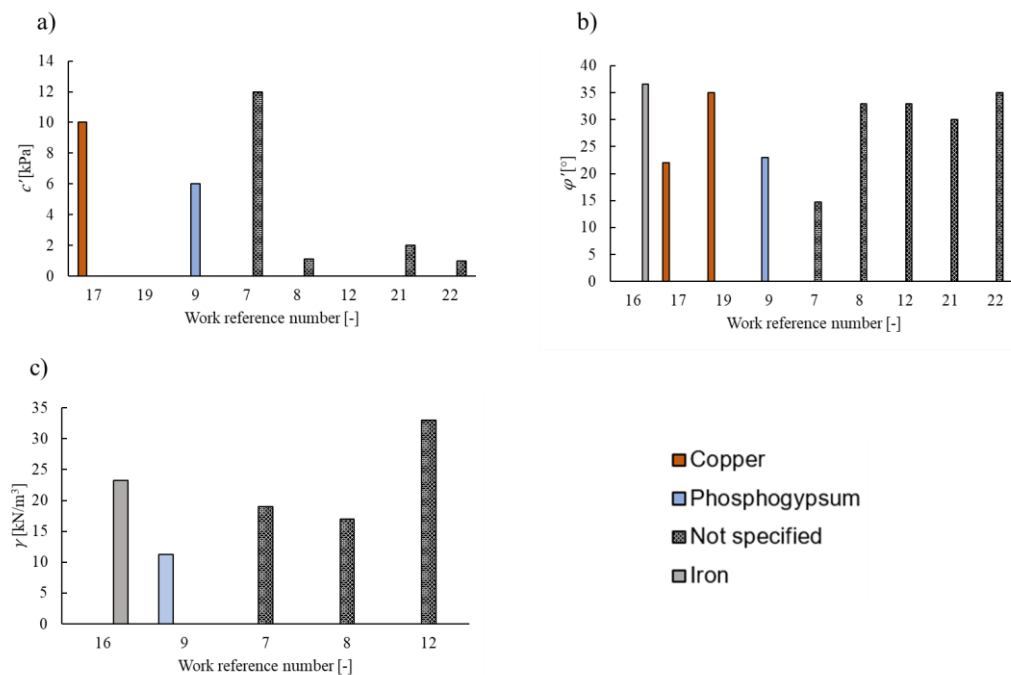 a)
14
12
10
8
6
4
2
0
c′ [kPa]
17 19 9 7 8 12 21 22
Work reference number [-]
b)
40
35
30
25
20
15
10
5
0
φ′ [°]
16 17 19 9 7 8 12 21 22
Work reference number [-]
c)
35
30
25
20
15
10
5
0
γ [kN/m³]
16 9 7 8 12
Work reference number [-]
Copper
Phosphogypsum
Not specified
Iron